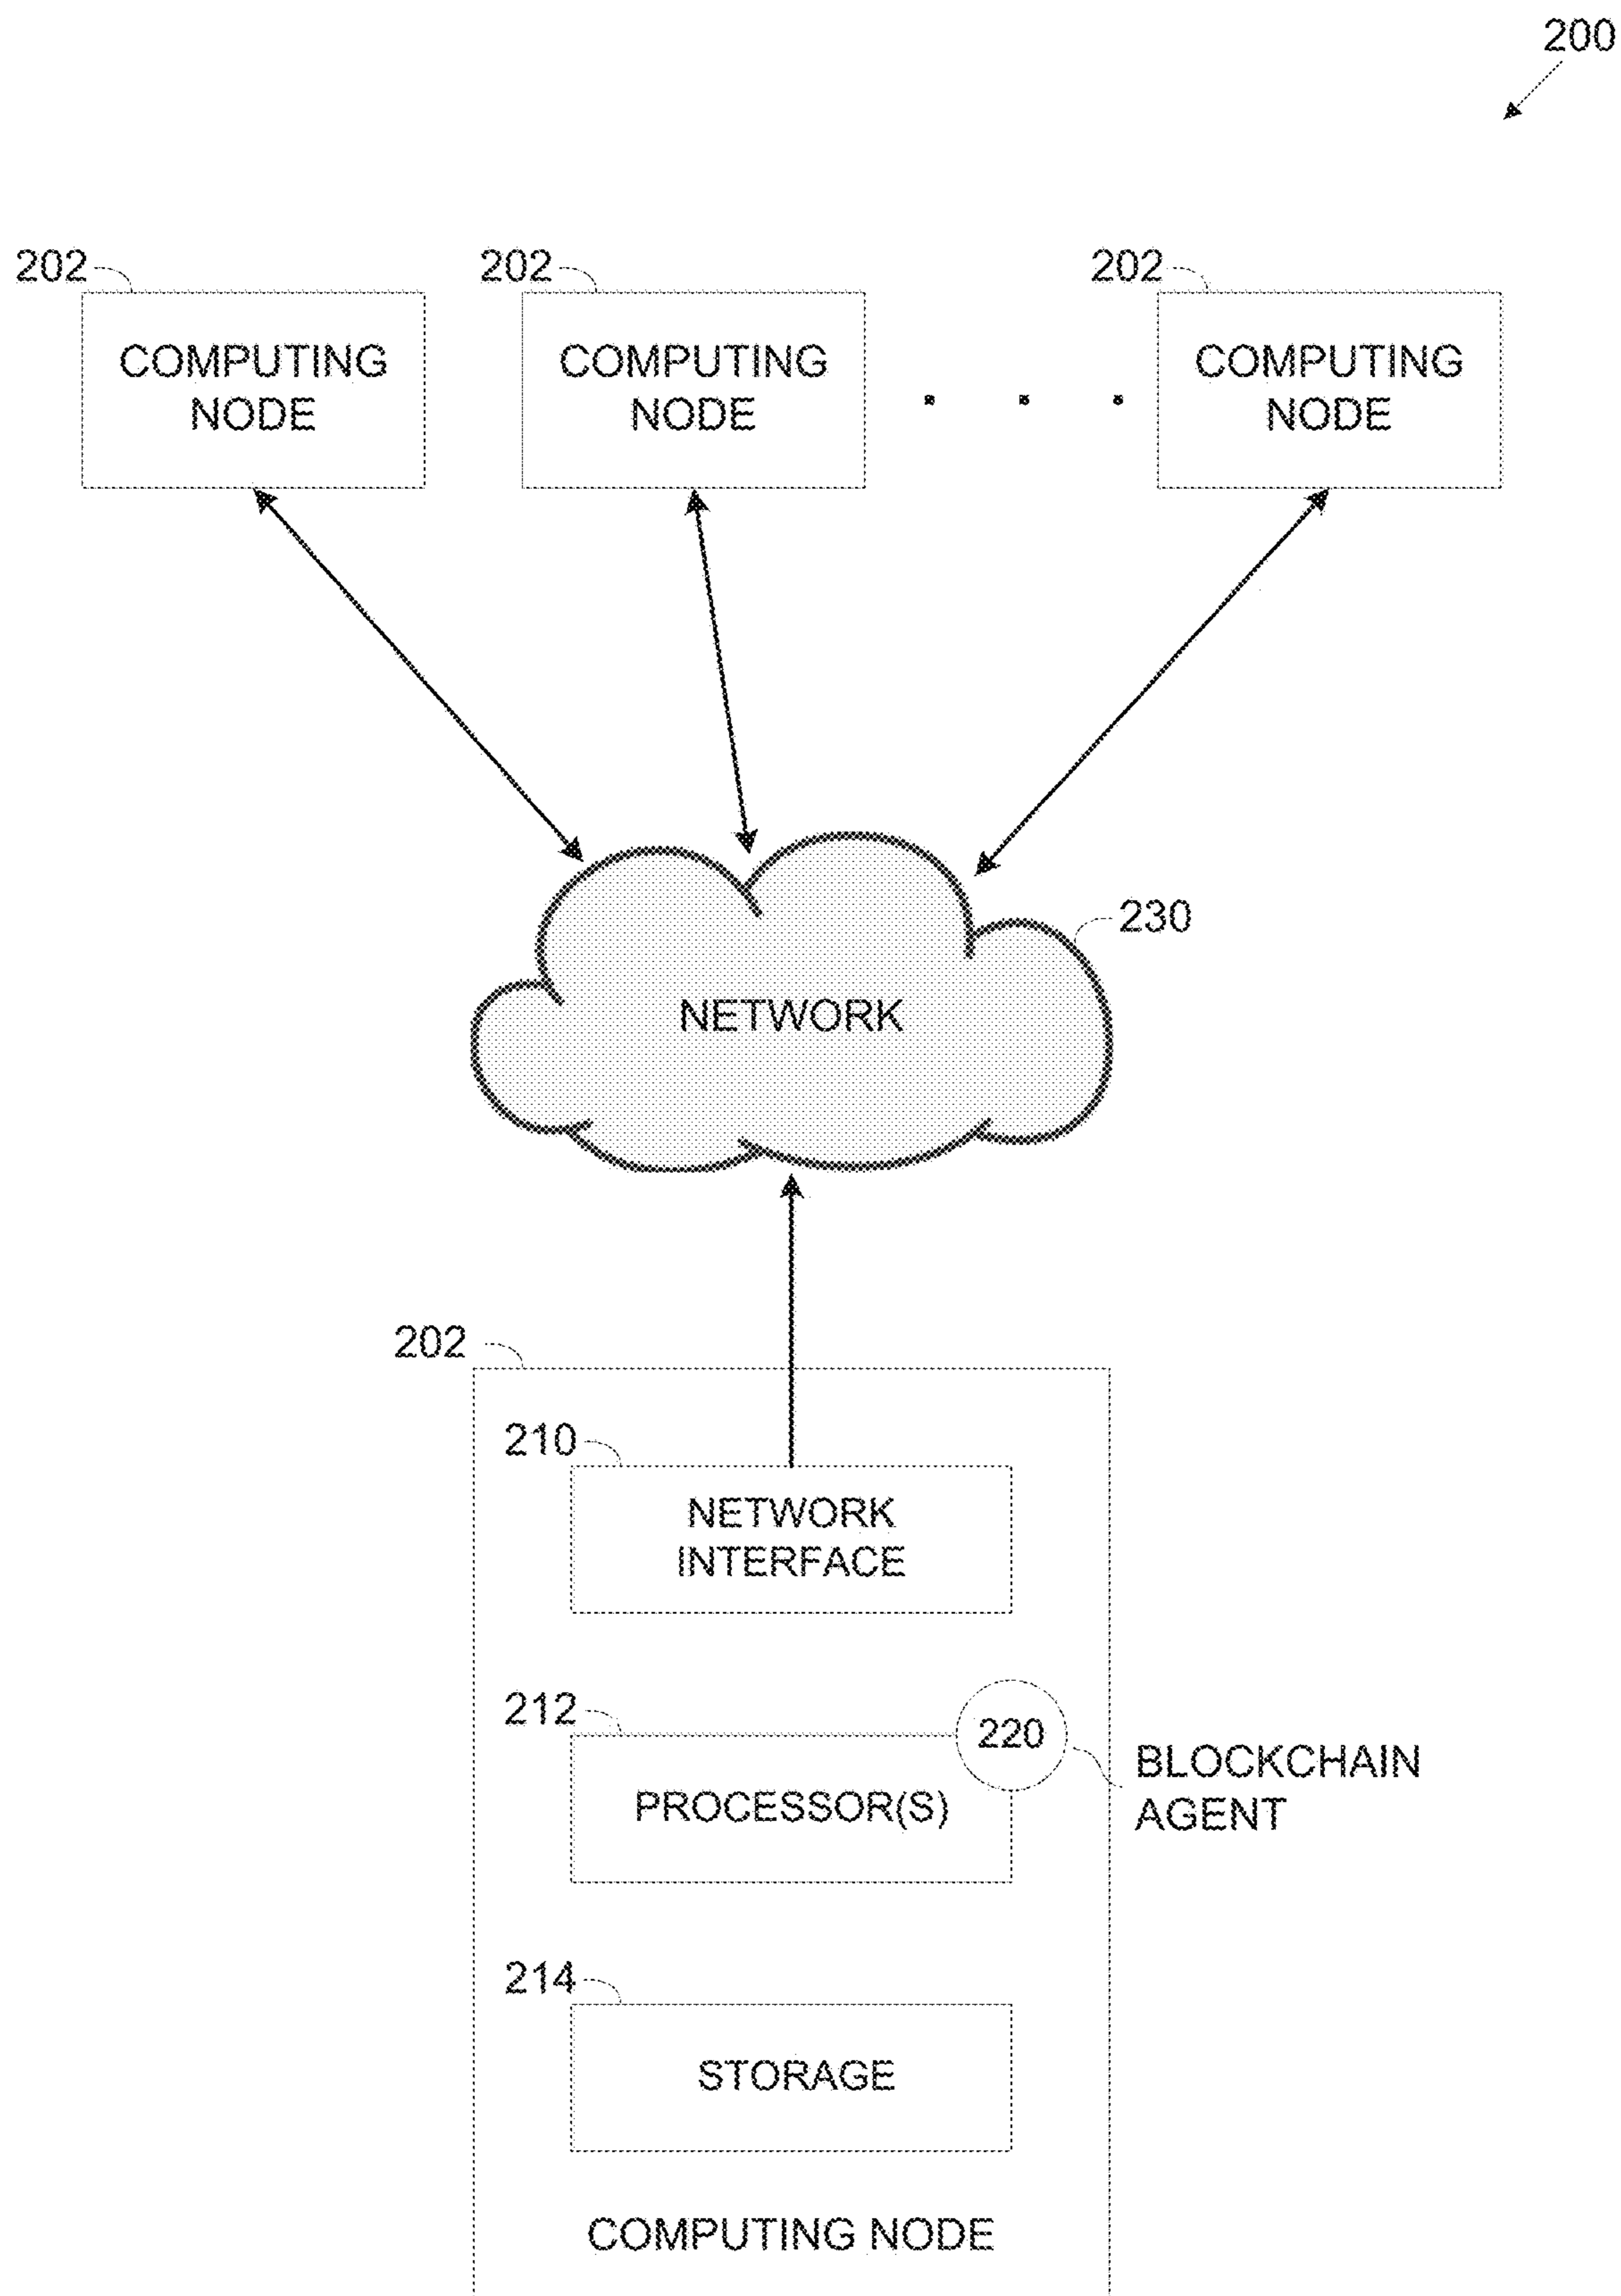 200
202
202
202
COMPUTING
NODE
COMPUTING
NODE
COMPUTING
NODE
230
NETWORK
202
210
NETWORK
INTERFACE
212
220
PROCESSOR(S)
BLOCKCHAIN
AGENT
214
STORAGE
COMPUTING NODE